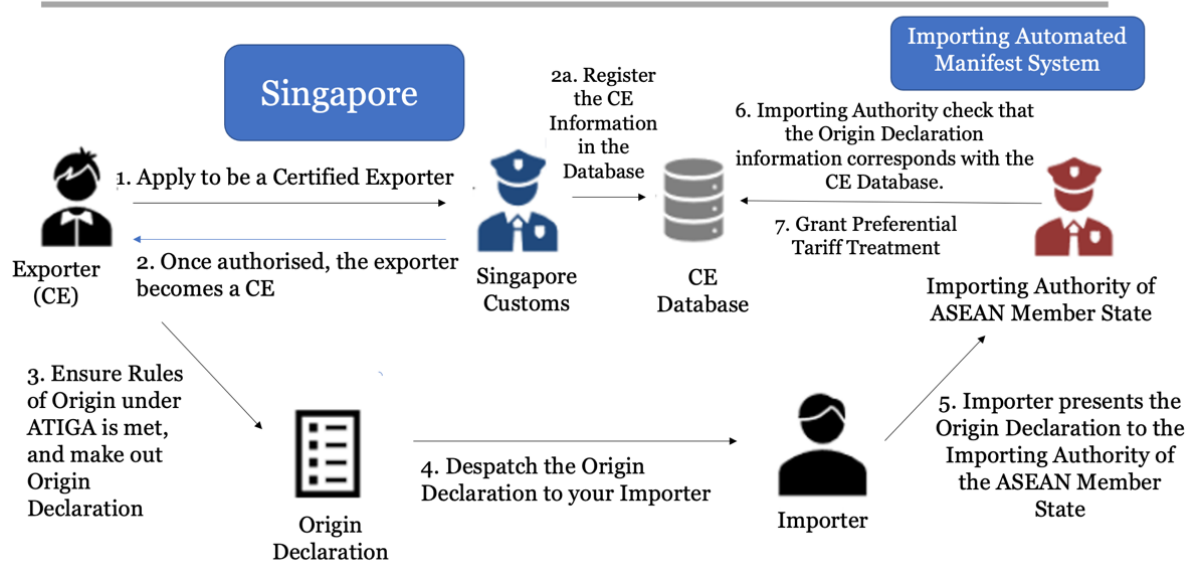 Singapore
Importing Automated
Manifest System
1. Apply to be a Certified Exporter
2. Once authorised, the exporter
becomes a CE
Exporter
(CE)
Singapore
Customs
2a. Register
the CE
Information
in the
Database
CE
Database
6. Importing Authority check that
the Origin Declaration
information corresponds with the
CE Database.
7. Grant Preferential
Tariff Treatment
Importing Authority of
ASEAN Member State
3. Ensure Rules
of Origin under
ATIGA is met,
and make out
Origin
Declaration
Origin
Declaration
4. Despatch the Origin
Declaration to your Importer
Importer
5. Importer presents the
Origin Declaration to the
Importing Authority of
the ASEAN Member
State